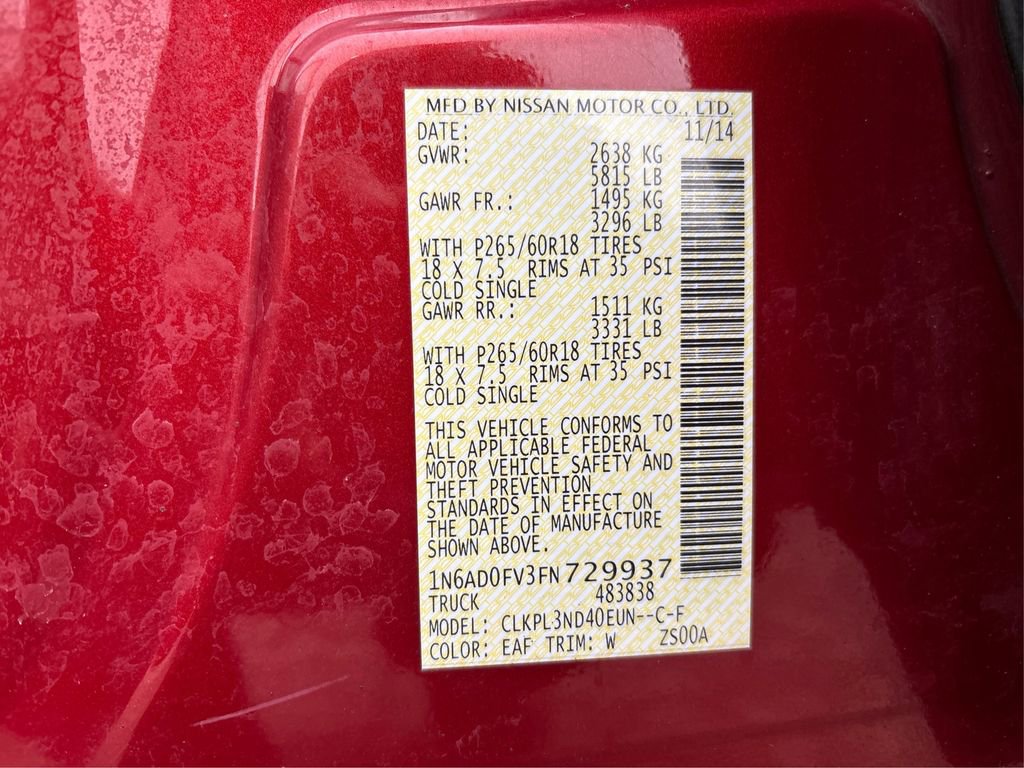 MFD BY NISSAN MOTOR CO., LTD.
DATE: 11/14
GVWR: 2638 KG
5815 LB
GAWR FR.: 1495 KG
3296 LB
WITH P265/60R18 TIRES
18 X 7.5 RIMS AT 35 PSI
COLD SINGLE
GAWR RR.: 1511 KG
3331 LB
WITH P265/60R18 TIRES
18 X 7.5 RIMS AT 35 PSI
COLD SINGLE
THIS VEHICLE CONFORMS TO
ALL APPLICABLE FEDERAL
MOTOR VEHICLE SAFETY AND
THEFT PREVENTION
STANDARDS IN EFFECT ON
THE DATE OF MANUFACTURE
SHOWN ABOVE.
1N6AD0FV3FN729937
TRUCK 483838
MODEL: CLKPL3ND40EUN--C-F
COLOR: EAF TRIM: W ZS00A